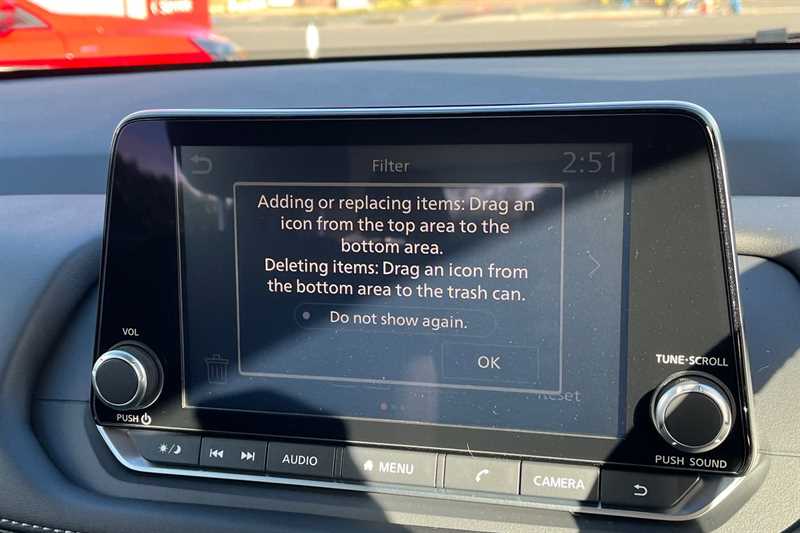 Filter
2:51
Adding or replacing items: Drag an
icon from the top area to the
bottom area.
Deleting items: Drag an icon from
the bottom area to the trash can.
Do not show again.
OK
Reset
VOL
PUSH
TUNE·SCROLL
PUSH SOUND
AUDIO
MENU
CAMERA